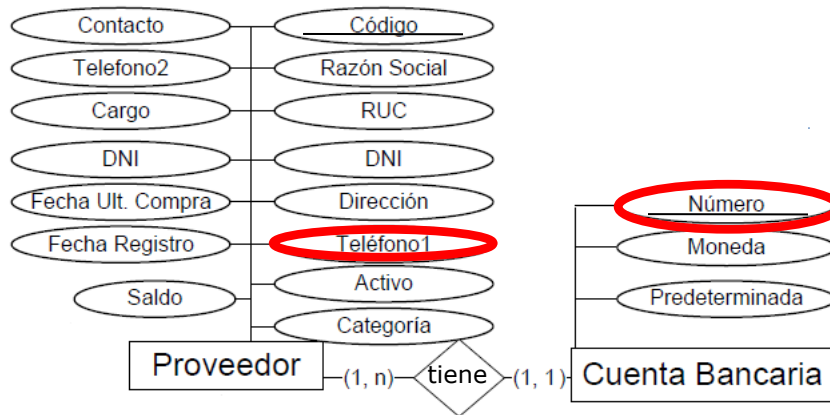 Contacto
Código
Telefono2
Razón Social
Cargo
RUC
DNI
DNI
Fecha Ult. Compra
Dirección
Número
Fecha Registro
Teléfono1
Moneda
Saldo
Activo
Predeterminada
Categoría
Proveedor
(1, n)
tiene
(1, 1)
Cuenta Bancaria